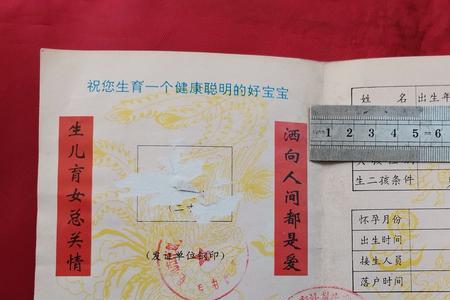 祝您生育一个健康聪明的好宝宝
生儿育女总关情
洒向人间都是爱
(发证单位钢印)
姓 名
出生年
生二孩条件
怀孕月份
出生时间
接生人员
落户时间
1 2 3 4 5 6